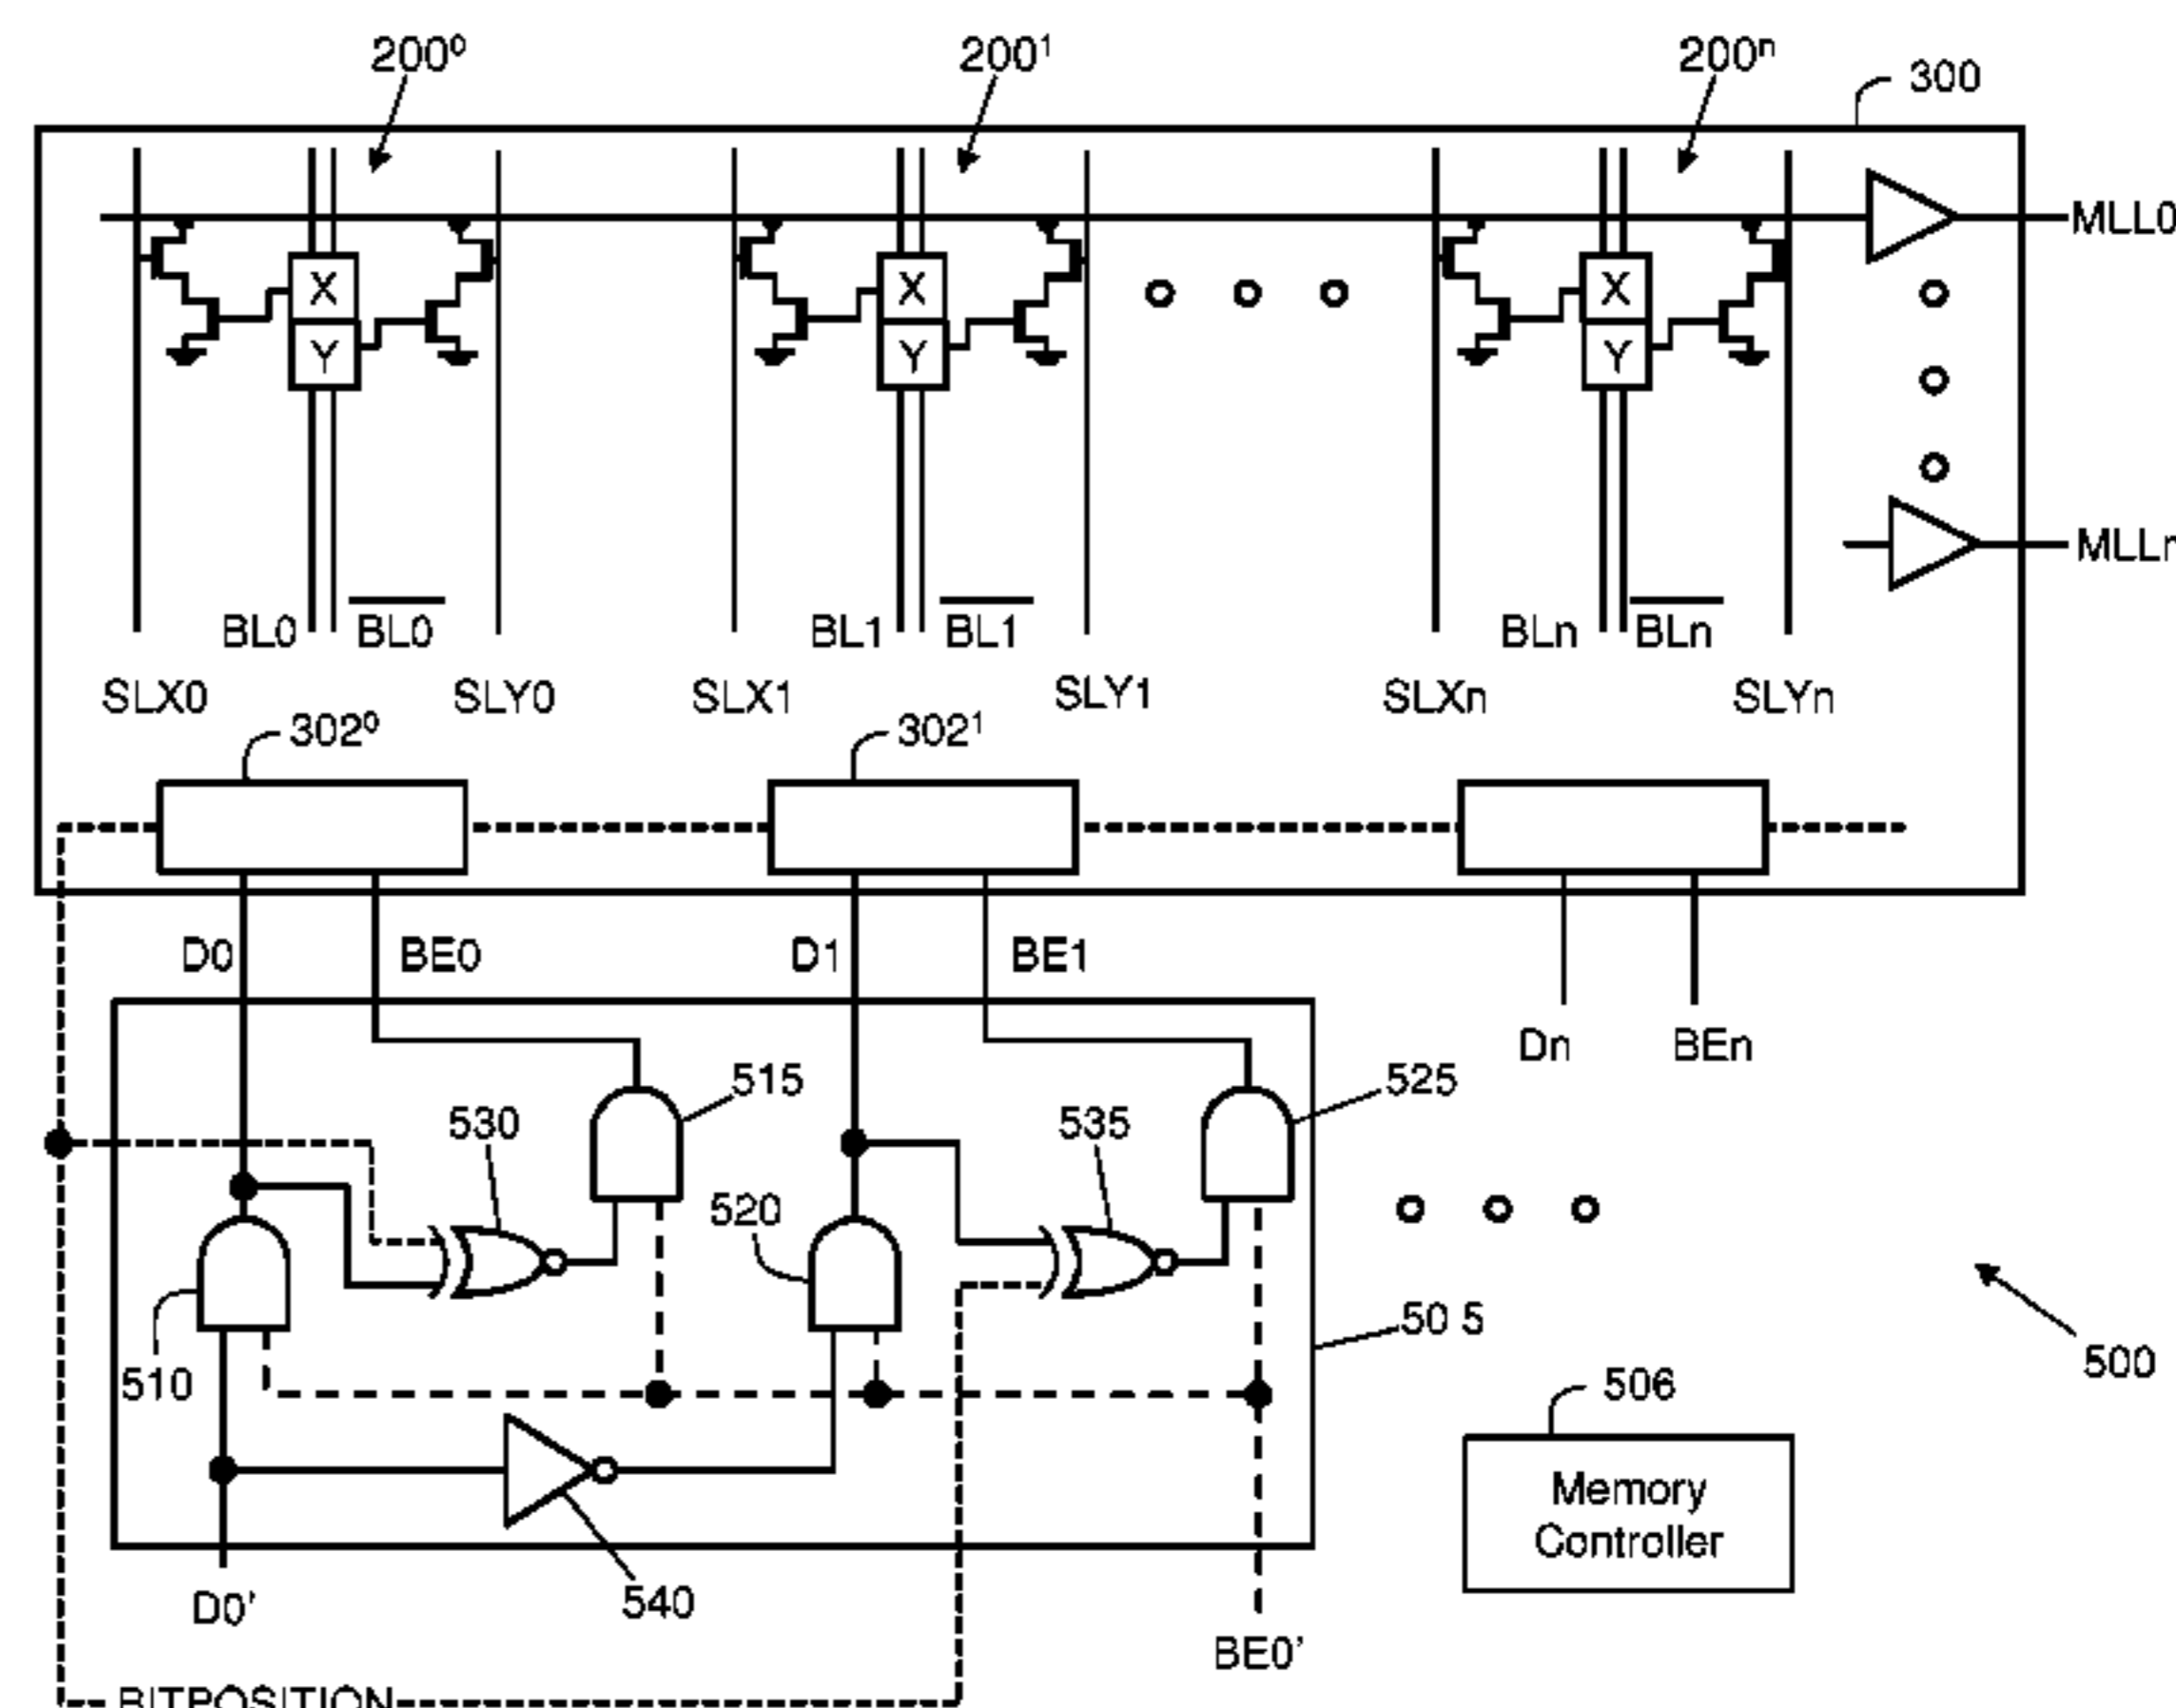 200⁰ 200¹ 200ⁿ
300
MLL0
X X X
Y Y Y
MLLn
BL0 BL0 BL1 BL1 BLn BLn
SLX0 SLY0 SLX1 SLY1 SLXn SLYn
302⁰ 302¹
D0 BE0 D1 BE1
Dn BEn
515 525
530 535
520
50 5
500
510
506
Memory
Controller
540
D0'
BE0'
BITPOSITION